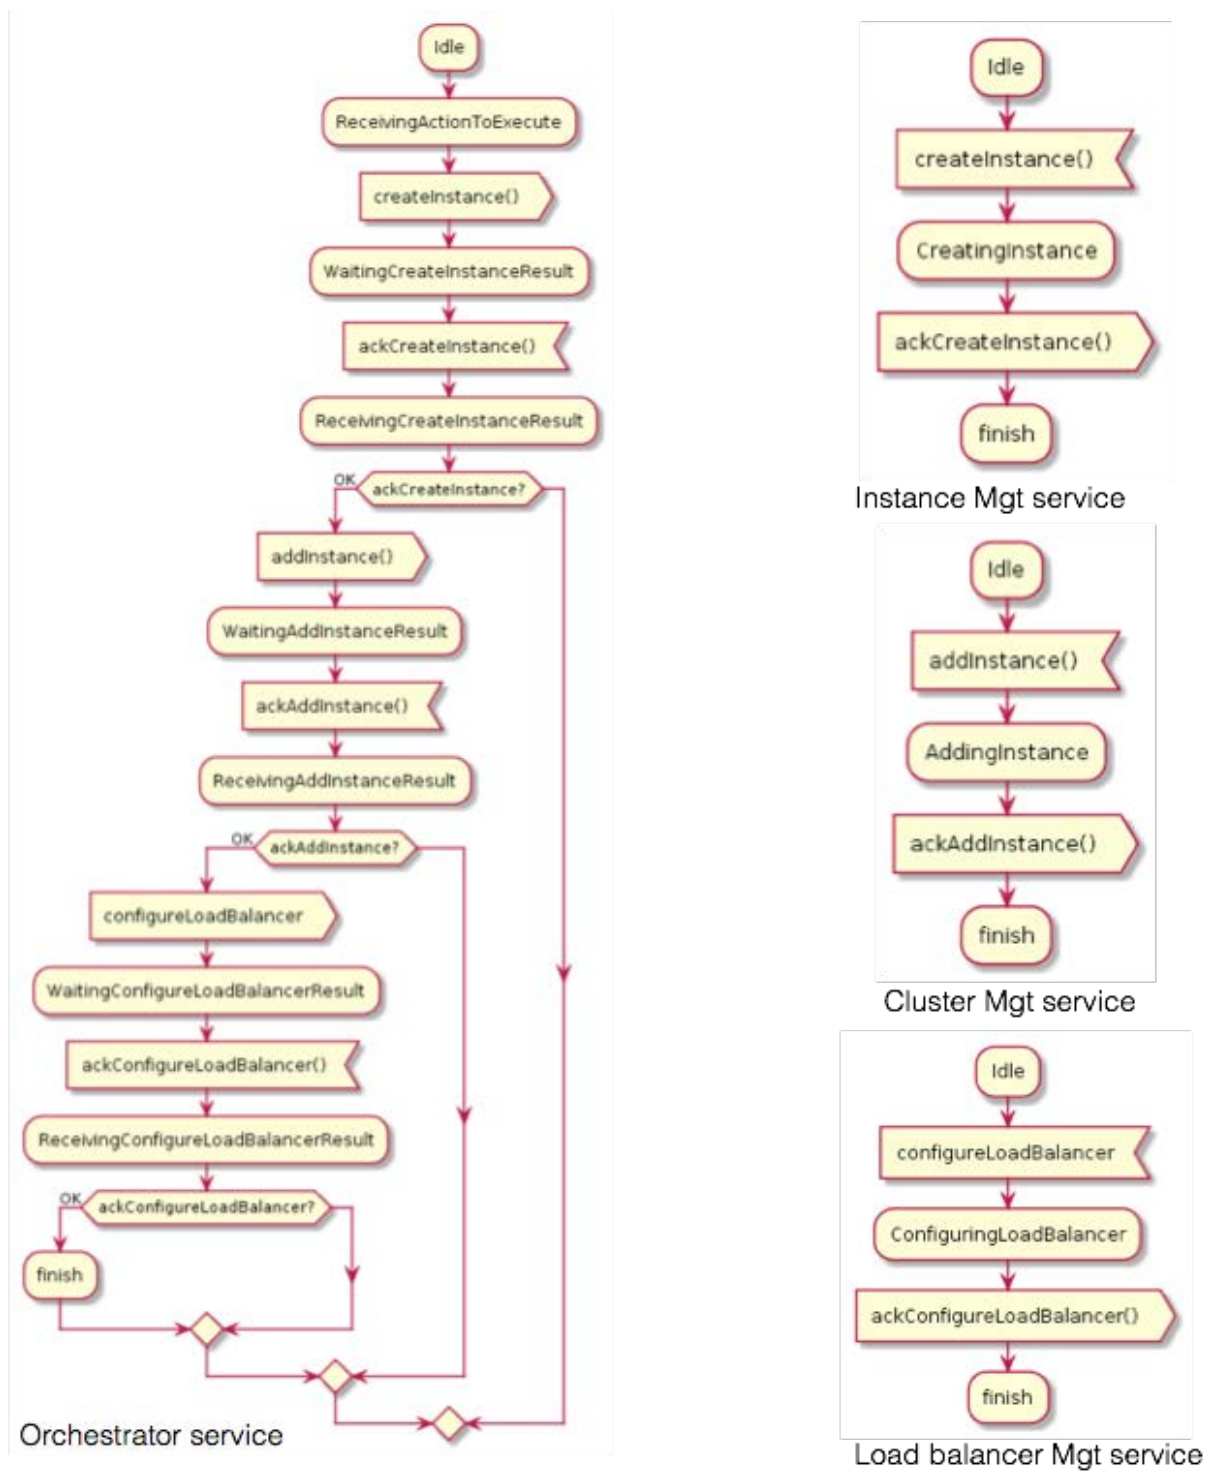 Idle
ReceivingActionToExecute
createInstance()
WaitingCreateInstanceResult
ackCreateInstance()
ReceivingCreateInstanceResult
OK
ackCreateInstance?
addInstance()
WaitingAddInstanceResult
ackAddInstance()
ReceivingAddInstanceResult
OK
ackAddInstance?
configureLoadBalancer
WaitingConfigureLoadBalancerResult
ackConfigureLoadBalancer()
ReceivingConfigureLoadBalancerResult
OK
ackConfigureLoadBalancer?
finish
Orchestrator service
Idle
createInstance()
CreatingInstance
ackCreateInstance()
finish
Instance Mgt service
Idle
addInstance()
AddingInstance
ackAddInstance()
finish
Cluster Mgt service
Idle
configureLoadBalancer
ConfiguringLoadBalancer
ackConfigureLoadBalancer()
finish
Load balancer Mgt service